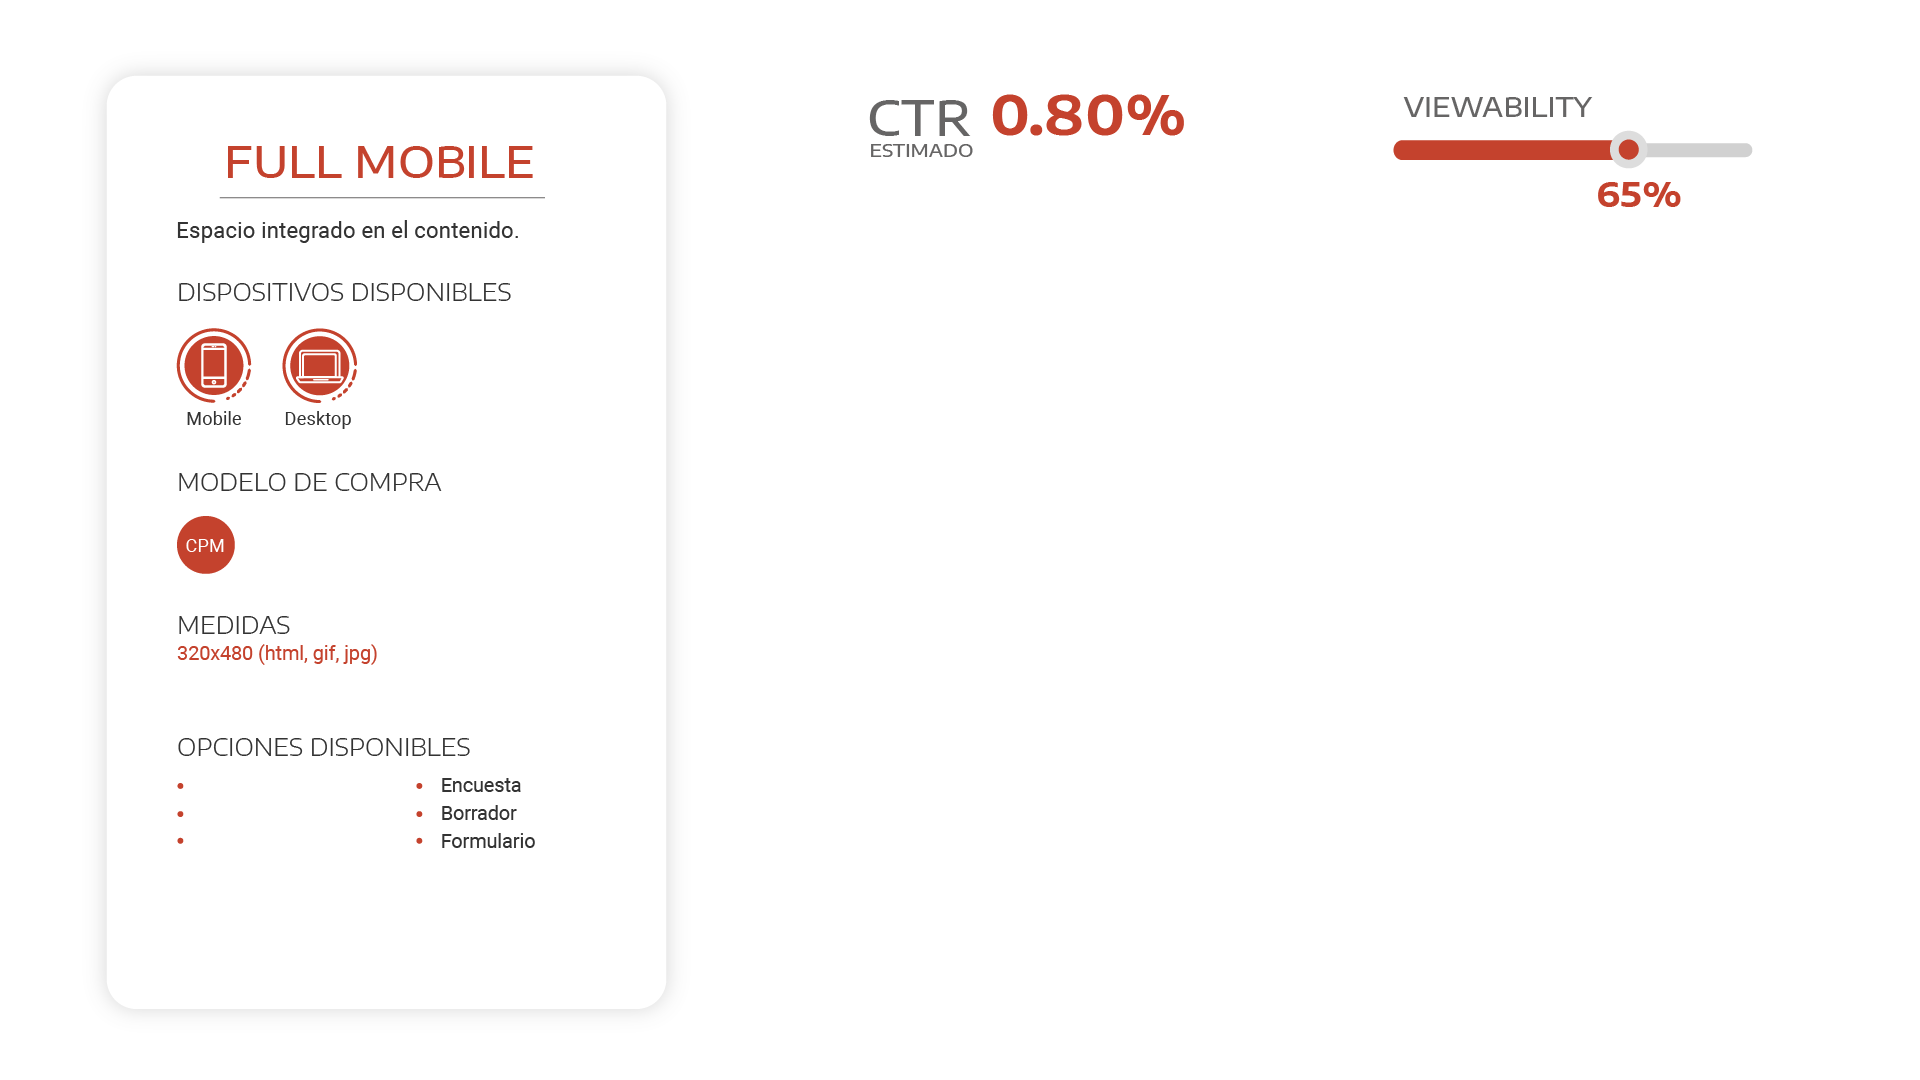 FULL MOBILE
Espacio integrado en el contenido.
DISPOSITIVOS DISPONIBLES
Mobile
Desktop
MODELO DE COMPRA
CPM
MEDIDAS
320x480 (html, gif, jpg)
OPCIONES DISPONIBLES
•
•
•
• Encuesta
• Borrador
• Formulario
CTR 0.80%
ESTIMADO
VIEWABILITY
65%